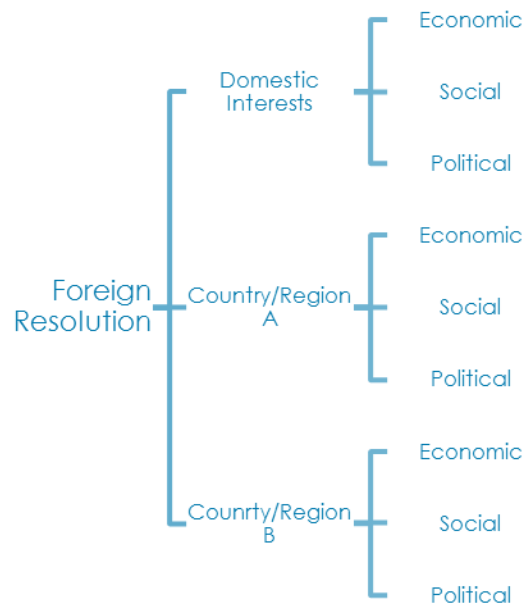 Foreign
Resolution
Domestic
Interests
Economic
Social
Political
Country/Region
A
Economic
Social
Political
Counrty/Region
B
Economic
Social
Political